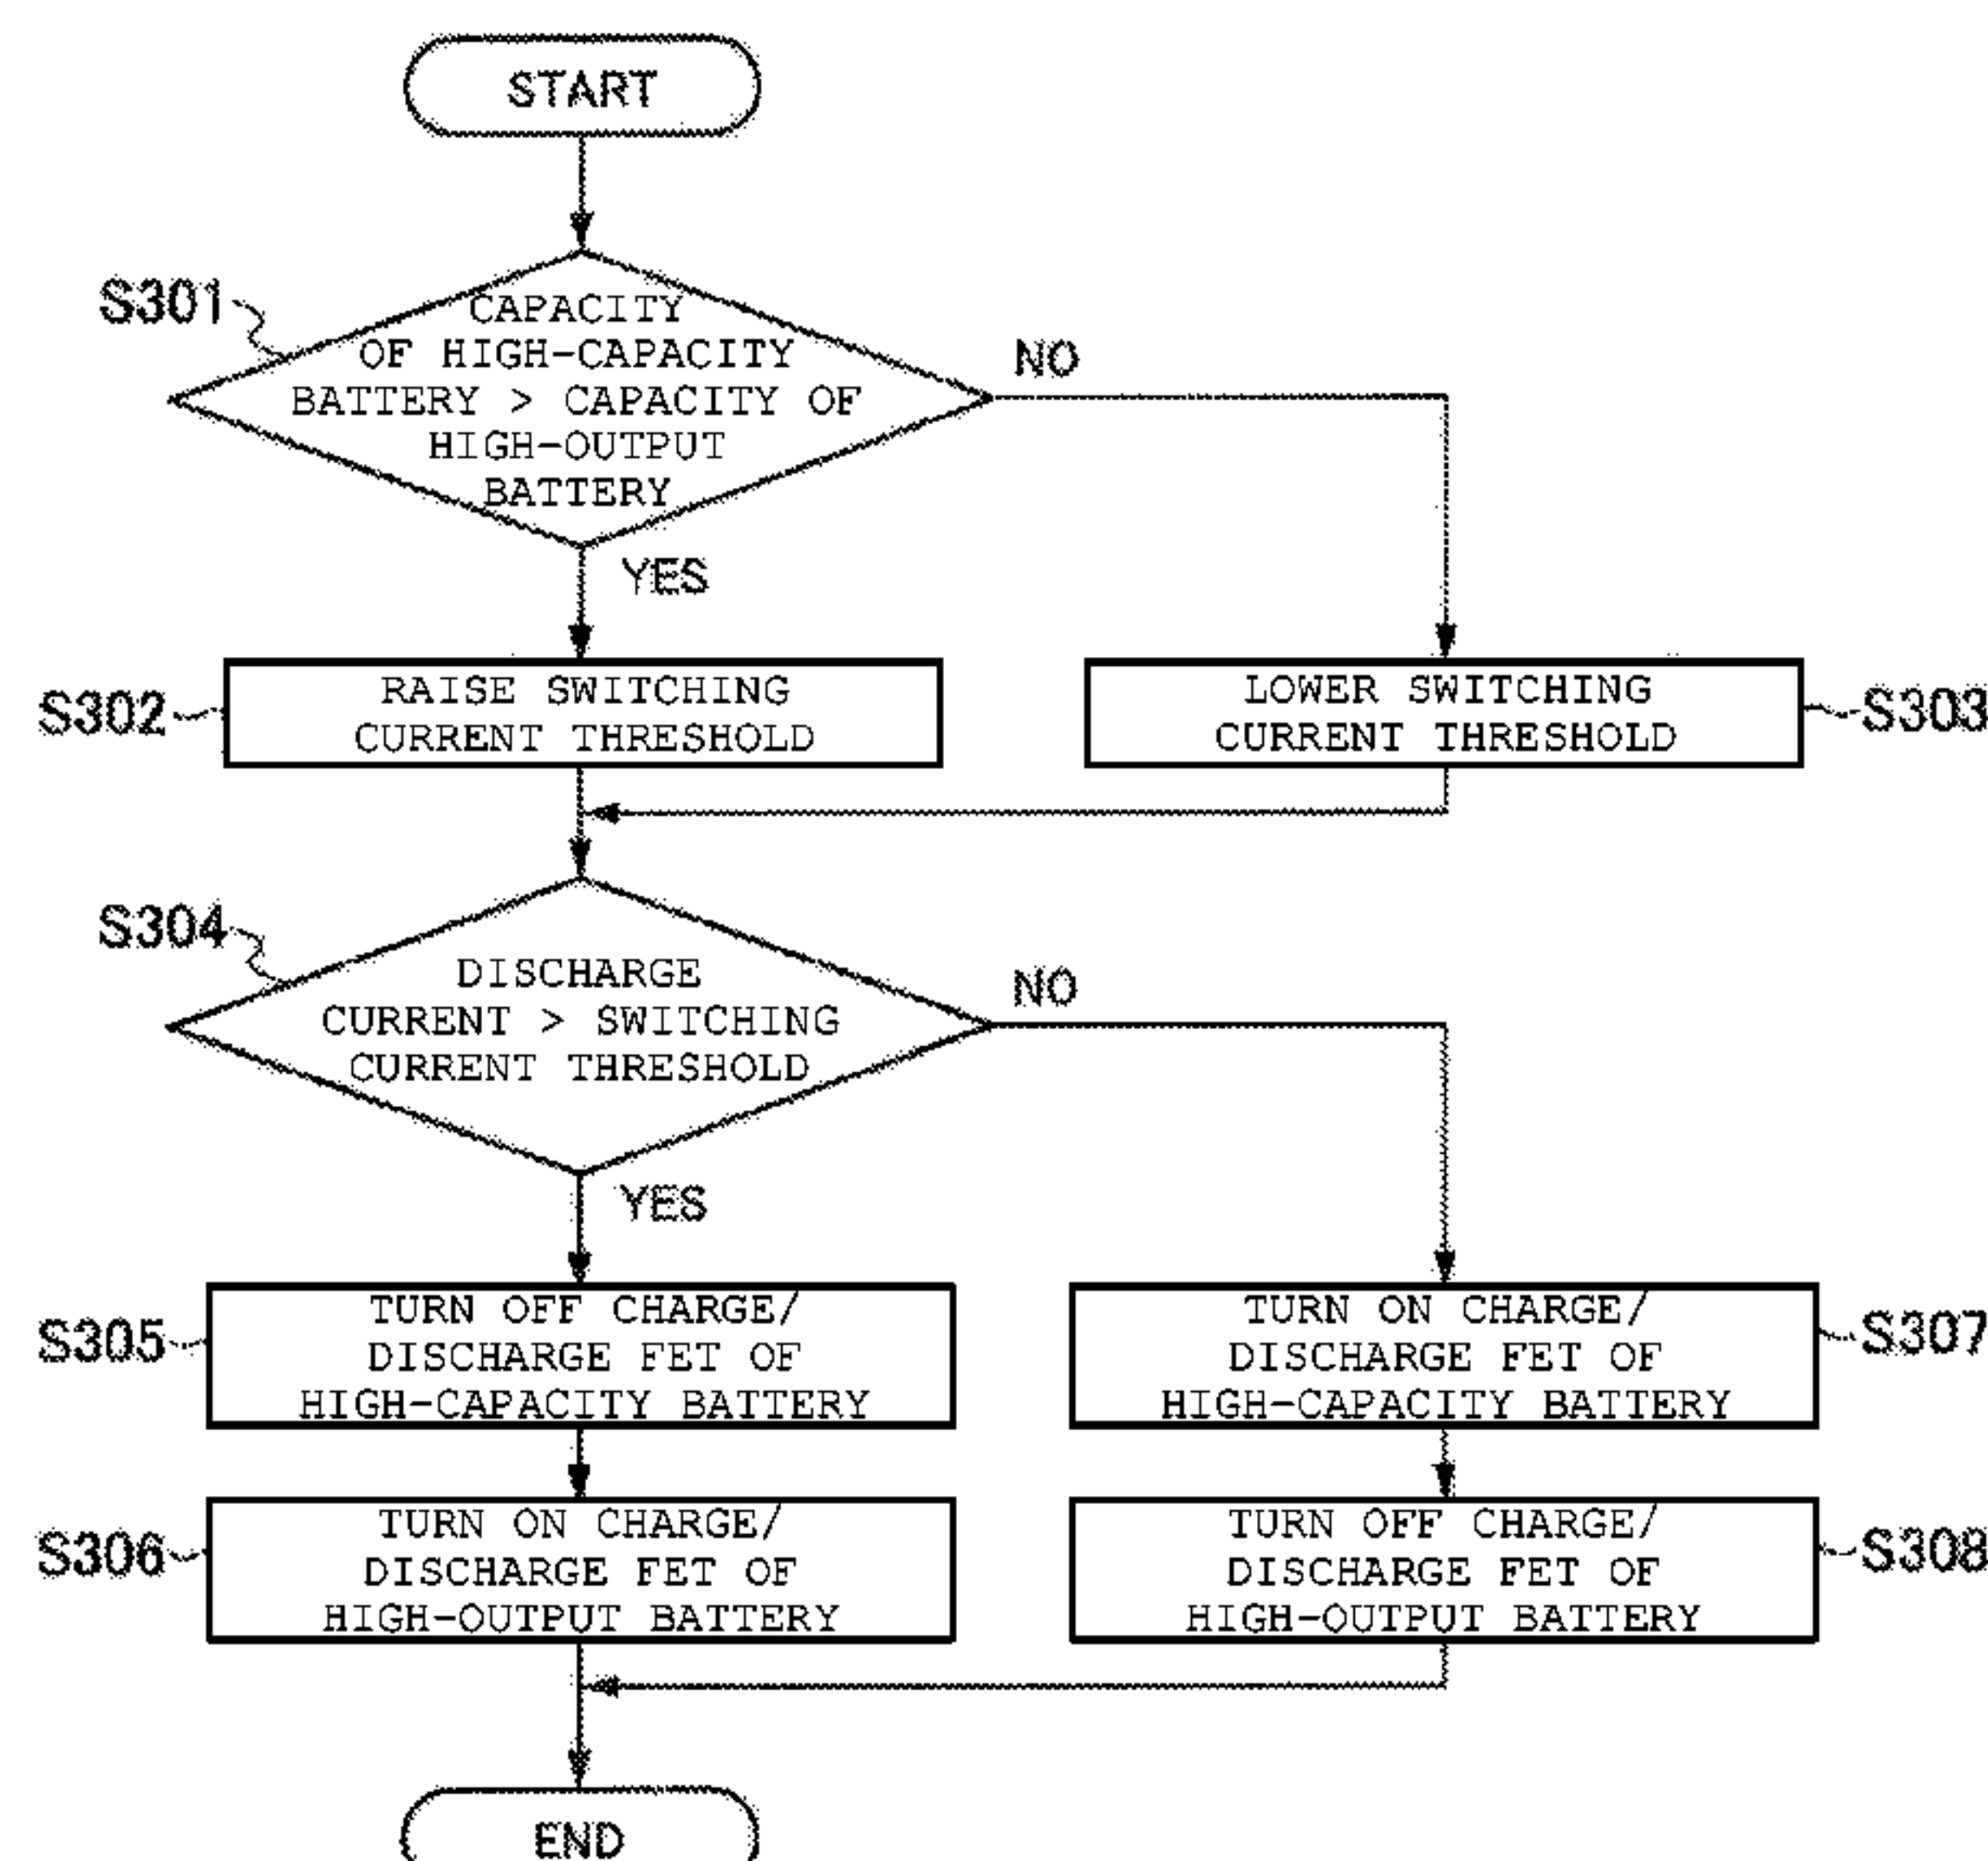 START
S301
CAPACITY
OF HIGH-CAPACITY
BATTERY > CAPACITY OF
HIGH-OUTPUT
BATTERY
NO
YES
S302
RAISE SWITCHING
CURRENT THRESHOLD
LOWER SWITCHING
CURRENT THRESHOLD
S303
S304
DISCHARGE
CURRENT > SWITCHING
CURRENT THRESHOLD
NO
YES
S305
TURN OFF CHARGE/
DISCHARGE FET OF
HIGH-CAPACITY BATTERY
TURN ON CHARGE/
DISCHARGE FET OF
HIGH-CAPACITY BATTERY
S307
S306
TURN ON CHARGE/
DISCHARGE FET OF
HIGH-OUTPUT BATTERY
TURN OFF CHARGE/
DISCHARGE FET OF
HIGH-OUTPUT BATTERY
S308
END